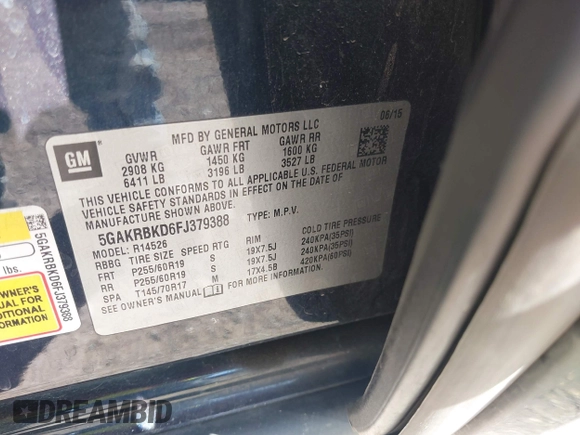 MFD BY GENERAL MOTORS LLC
06/15
GM
GVWR GAWR FRT GAWR RR
2908 KG 1450 KG 1600 KG
6411 LB 3196 LB 3527 LB
THIS VEHICLE CONFORMS TO ALL APPLICABLE U.S. FEDERAL MOTOR
VEHICLE SAFETY STANDARDS IN EFFECT ON THE DATE OF
MANUFACTURE SHOWN ABOVE.
5GAKRBKD6FJ379388 TYPE: M.P.V.
MODEL: R14526
RBBG TIRE SIZE SPEED RTG RIM COLD TIRE PRESSURE
FRT P255/60R19 S 19X7.5J 240KPA(35PSI)
RR P255/60R19 S 19X7.5J 240KPA(35PSI)
SPA T145/70R17 M 17X4.5B 420KPA(60PSI)
SEE OWNER'S MANUAL FOR MORE INFORMATION.
5GAKRBKD6FJ379388
lbs.
OWNER'S
MANUAL FOR
ADDITIONAL
INFORMATION
DREAMBID